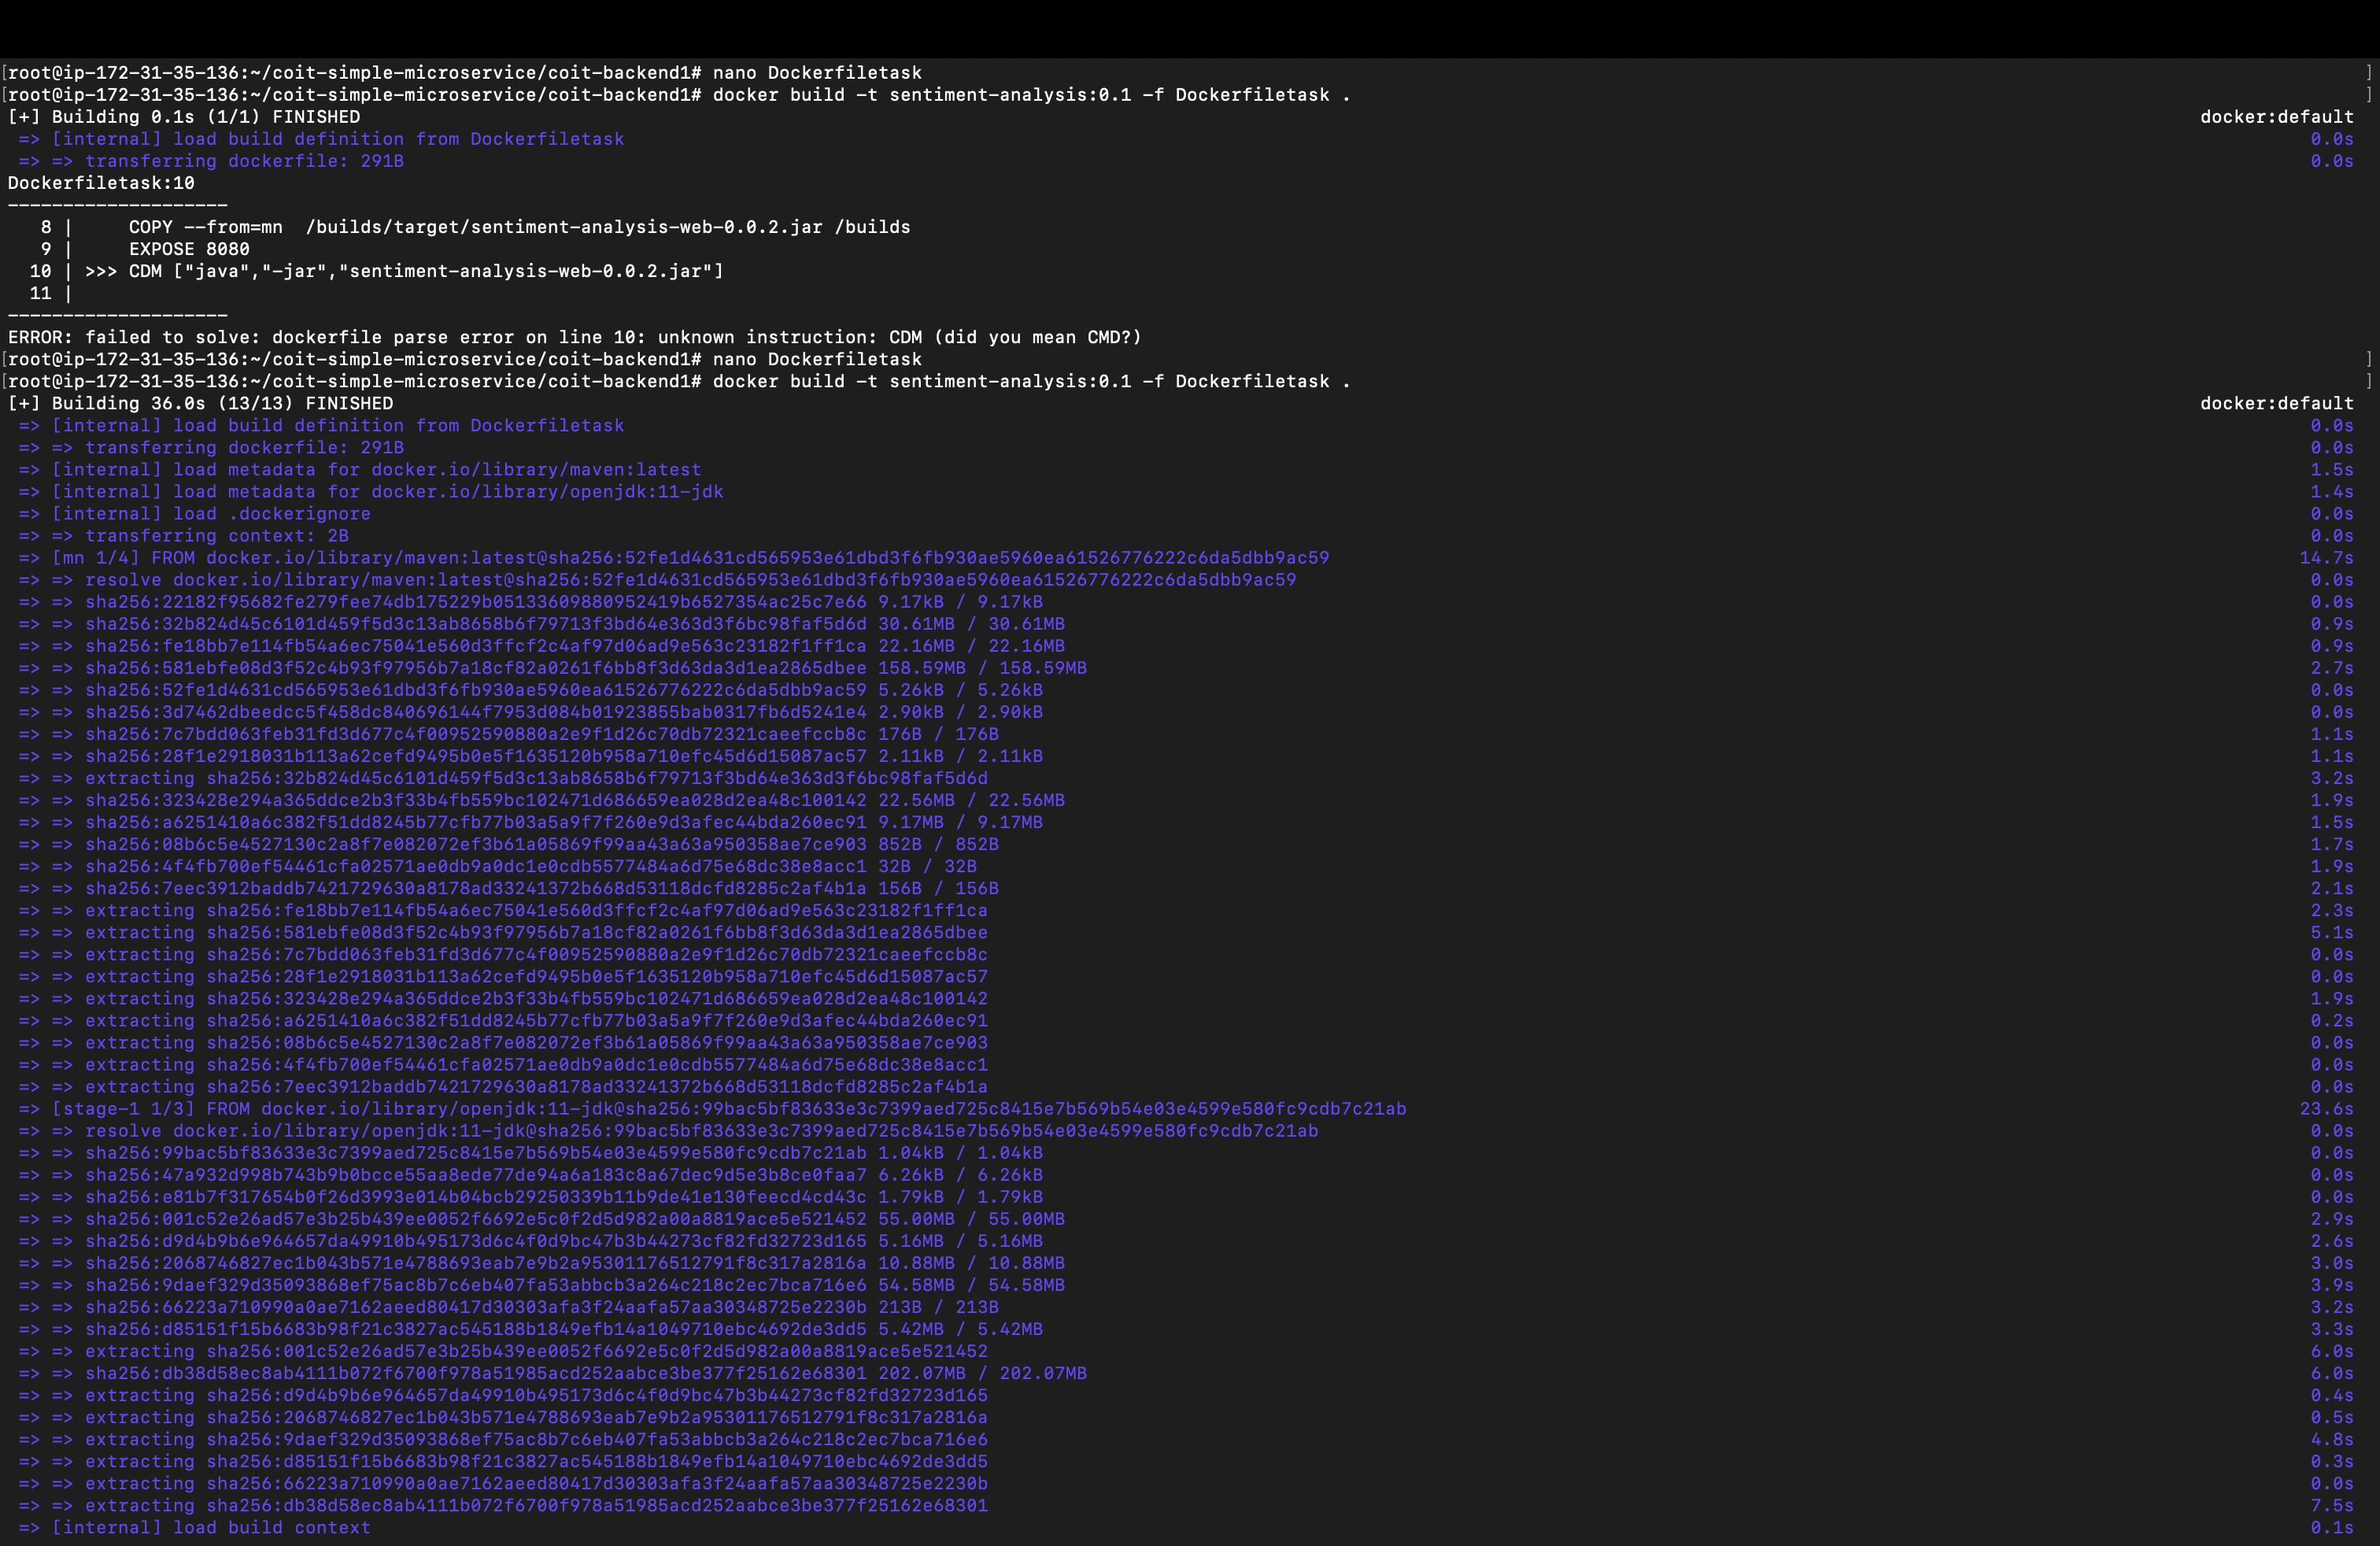 [root@ip-172-31-35-136:~/coit-simple-microservice/coit-backend1# nano Dockerfiletask ]
[root@ip-172-31-35-136:~/coit-simple-microservice/coit-backend1# docker build -t sentiment-analysis:0.1 -f Dockerfiletask . ]
[+] Building 0.1s (1/1) FINISHED docker:default
=> [internal] load build definition from Dockerfiletask 0.0s
=> => transferring dockerfile: 291B 0.0s
Dockerfiletask:10
--------------------
8 | COPY --from=mn  /builds/target/sentiment-analysis-web-0.0.2.jar /builds
9 | EXPOSE 8080
10 | >>> CDM ["java","-jar","sentiment-analysis-web-0.0.2.jar"]
11 |
--------------------
ERROR: failed to solve: dockerfile parse error on line 10: unknown instruction: CDM (did you mean CMD?)
[root@ip-172-31-35-136:~/coit-simple-microservice/coit-backend1# nano Dockerfiletask ]
[root@ip-172-31-35-136:~/coit-simple-microservice/coit-backend1# docker build -t sentiment-analysis:0.1 -f Dockerfiletask . ]
[+] Building 36.0s (13/13) FINISHED docker:default
=> [internal] load build definition from Dockerfiletask 0.0s
=> => transferring dockerfile: 291B 0.0s
=> [internal] load metadata for docker.io/library/maven:latest 1.5s
=> [internal] load metadata for docker.io/library/openjdk:11-jdk 1.4s
=> [internal] load .dockerignore 0.0s
=> => transferring context: 2B 0.0s
=> [mn 1/4] FROM docker.io/library/maven:latest@sha256:52fe1d4631cd565953e61dbd3f6fb930ae5960ea61526776222c6da5dbb9ac59 14.7s
=> => resolve docker.io/library/maven:latest@sha256:52fe1d4631cd565953e61dbd3f6fb930ae5960ea61526776222c6da5dbb9ac59 0.0s
=> => sha256:22182f95682fe279fee74db175229b05133609880952419b6527354ac25c7e66 9.17kB / 9.17kB 0.0s
=> => sha256:32b824d45c6101d459f5d3c13ab8658b6f79713f3bd64e363d3f6bc98faf5d6d 30.61MB / 30.61MB 0.9s
=> => sha256:fe18bb7e114fb54a6ec75041e560d3ffcf2c4af97d06ad9e563c23182f1ff1ca 22.16MB / 22.16MB 0.9s
=> => sha256:581ebfe08d3f52c4b93f97956b7a18cf82a0261f6bb8f3d63da3d1ea2865dbee 158.59MB / 158.59MB 2.7s
=> => sha256:52fe1d4631cd565953e61dbd3f6fb930ae5960ea61526776222c6da5dbb9ac59 5.26kB / 5.26kB 0.0s
=> => sha256:3d7462dbeedcc5f458dc840696144f7953d084b01923855bab0317fb6d5241e4 2.90kB / 2.90kB 0.0s
=> => sha256:7c7bdd063feb31fd3d677c4f00952590880a2e9f1d26c70db72321caeefccb8c 176B / 176B 1.1s
=> => sha256:28f1e2918031b113a62cefd9495b0e5f1635120b958a710efc45d6d15087ac57 2.11kB / 2.11kB 1.1s
=> => extracting sha256:32b824d45c6101d459f5d3c13ab8658b6f79713f3bd64e363d3f6bc98faf5d6d 3.2s
=> => sha256:323428e294a365ddce2b3f33b4fb559bc102471d686659ea028d2ea48c100142 22.56MB / 22.56MB 1.9s
=> => sha256:a6251410a6c382f51dd8245b77cfb77b03a5a9f7f260e9d3afec44bda260ec91 9.17MB / 9.17MB 1.5s
=> => sha256:08b6c5e4527130c2a8f7e082072ef3b61a05869f99aa43a63a950358ae7ce903 852B / 852B 1.7s
=> => sha256:4f4fb700ef54461cfa02571ae0db9a0dc1e0cdb5577484a6d75e68dc38e8acc1 32B / 32B 1.9s
=> => sha256:7eec3912baddb7421729630a8178ad33241372b668d53118dcfd8285c2af4b1a 156B / 156B 2.1s
=> => extracting sha256:fe18bb7e114fb54a6ec75041e560d3ffcf2c4af97d06ad9e563c23182f1ff1ca 2.3s
=> => extracting sha256:581ebfe08d3f52c4b93f97956b7a18cf82a0261f6bb8f3d63da3d1ea2865dbee 5.1s
=> => extracting sha256:7c7bdd063feb31fd3d677c4f00952590880a2e9f1d26c70db72321caeefccb8c 0.0s
=> => extracting sha256:28f1e2918031b113a62cefd9495b0e5f1635120b958a710efc45d6d15087ac57 0.0s
=> => extracting sha256:323428e294a365ddce2b3f33b4fb559bc102471d686659ea028d2ea48c100142 1.9s
=> => extracting sha256:a6251410a6c382f51dd8245b77cfb77b03a5a9f7f260e9d3afec44bda260ec91 0.2s
=> => extracting sha256:08b6c5e4527130c2a8f7e082072ef3b61a05869f99aa43a63a950358ae7ce903 0.0s
=> => extracting sha256:4f4fb700ef54461cfa02571ae0db9a0dc1e0cdb5577484a6d75e68dc38e8acc1 0.0s
=> => extracting sha256:7eec3912baddb7421729630a8178ad33241372b668d53118dcfd8285c2af4b1a 0.0s
=> [stage-1 1/3] FROM docker.io/library/openjdk:11-jdk@sha256:99bac5bf83633e3c7399aed725c8415e7b569b54e03e4599e580fc9cdb7c21ab 23.6s
=> => resolve docker.io/library/openjdk:11-jdk@sha256:99bac5bf83633e3c7399aed725c8415e7b569b54e03e4599e580fc9cdb7c21ab 0.0s
=> => sha256:99bac5bf83633e3c7399aed725c8415e7b569b54e03e4599e580fc9cdb7c21ab 1.04kB / 1.04kB 0.0s
=> => sha256:47a932d998b743b9b0bcce55aa8ede77de94a6a183c8a67dec9d5e3b8ce0faa7 6.26kB / 6.26kB 0.0s
=> => sha256:e81b7f317654b0f26d3993e014b04bcb29250339b11b9de41e130feecd4cd43c 1.79kB / 1.79kB 0.0s
=> => sha256:001c52e26ad57e3b25b439ee0052f6692e5c0f2d5d982a00a8819ace5e521452 55.00MB / 55.00MB 2.9s
=> => sha256:d9d4b9b6e964657da49910b495173d6c4f0d9bc47b3b44273cf82fd32723d165 5.16MB / 5.16MB 2.6s
=> => sha256:2068746827ec1b043b571e4788693eab7e9b2a95301176512791f8c317a2816a 10.88MB / 10.88MB 3.0s
=> => sha256:9daef329d35093868ef75ac8b7c6eb407fa53abbcb3a264c218c2ec7bca716e6 54.58MB / 54.58MB 3.9s
=> => sha256:66223a710990a0ae7162aeed80417d30303afa3f24aafa57aa30348725e2230b 213B / 213B 3.2s
=> => sha256:d85151f15b6683b98f21c3827ac545188b1849efb14a1049710ebc4692de3dd5 5.42MB / 5.42MB 3.3s
=> => extracting sha256:001c52e26ad57e3b25b439ee0052f6692e5c0f2d5d982a00a8819ace5e521452 6.0s
=> => sha256:db38d58ec8ab4111b072f6700f978a51985acd252aabce3be377f25162e68301 202.07MB / 202.07MB 6.0s
=> => extracting sha256:d9d4b9b6e964657da49910b495173d6c4f0d9bc47b3b44273cf82fd32723d165 0.4s
=> => extracting sha256:2068746827ec1b043b571e4788693eab7e9b2a95301176512791f8c317a2816a 0.5s
=> => extracting sha256:9daef329d35093868ef75ac8b7c6eb407fa53abbcb3a264c218c2ec7bca716e6 4.8s
=> => extracting sha256:d85151f15b6683b98f21c3827ac545188b1849efb14a1049710ebc4692de3dd5 0.3s
=> => extracting sha256:66223a710990a0ae7162aeed80417d30303afa3f24aafa57aa30348725e2230b 0.0s
=> => extracting sha256:db38d58ec8ab4111b072f6700f978a51985acd252aabce3be377f25162e68301 7.5s
=> [internal] load build context 0.1s